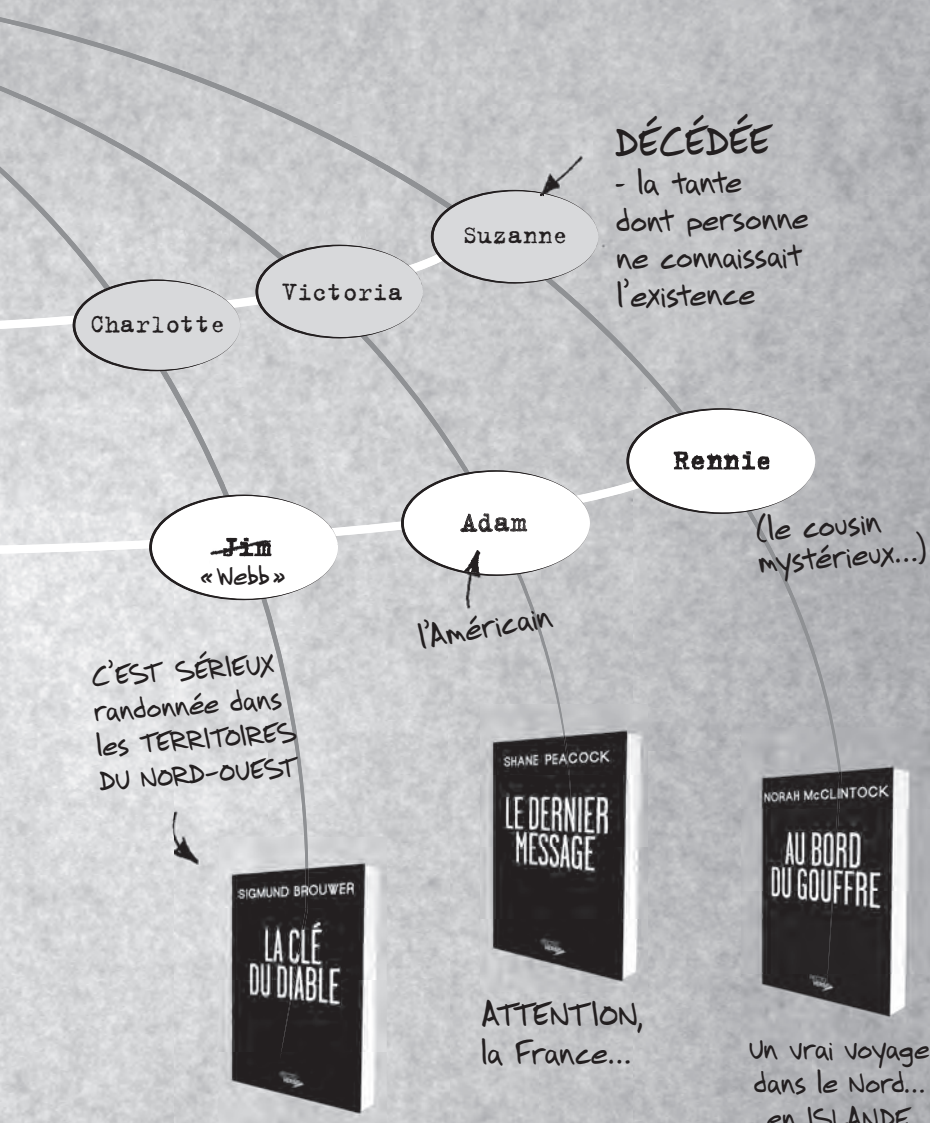 DÉCÉDÉE
- la tante
dont personne
ne connaissait
l'existence
Suzanne
Victoria
Charlotte
Rennie
(le cousin
mystérieux...)
Adam
l'Américain
Jim
« Webb »
C'EST SÉRIEUX
randonnée dans
les TERRITOIRES
DU NORD-OUEST
SIGMUND BROUWER
LA CLÉ
DU DIABLE
SHANE PEACOCK
LE DERNIER
MESSAGE
ATTENTION,
la France...
NORAH McCLINTOCK
AU BORD
DU GOUFFRE
Un vrai voyage
dans le Nord...
en ISLANDE